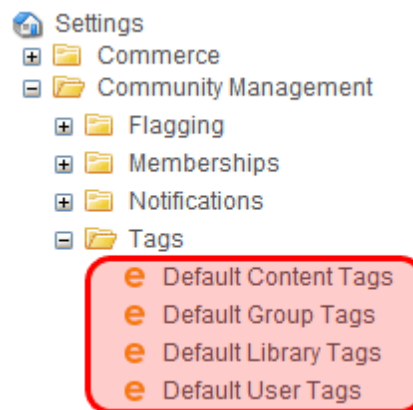 Settings
Commerce
Community Management
Flagging
Memberships
Notifications
Tags
Default Content Tags
Default Group Tags
Default Library Tags
Default User Tags